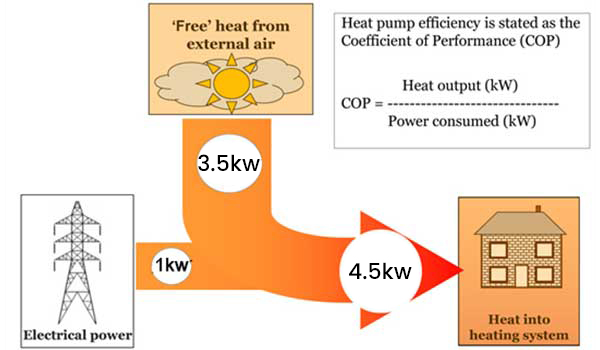 'Free' heat from
external air
Heat pump efficiency is stated as the
Coefficient of Performance (COP)
Heat output (kW)
COP = -------------------------------
Power consumed (kW)
3.5kw
1kw
4.5kw
Electrical power
Heat into
heating system